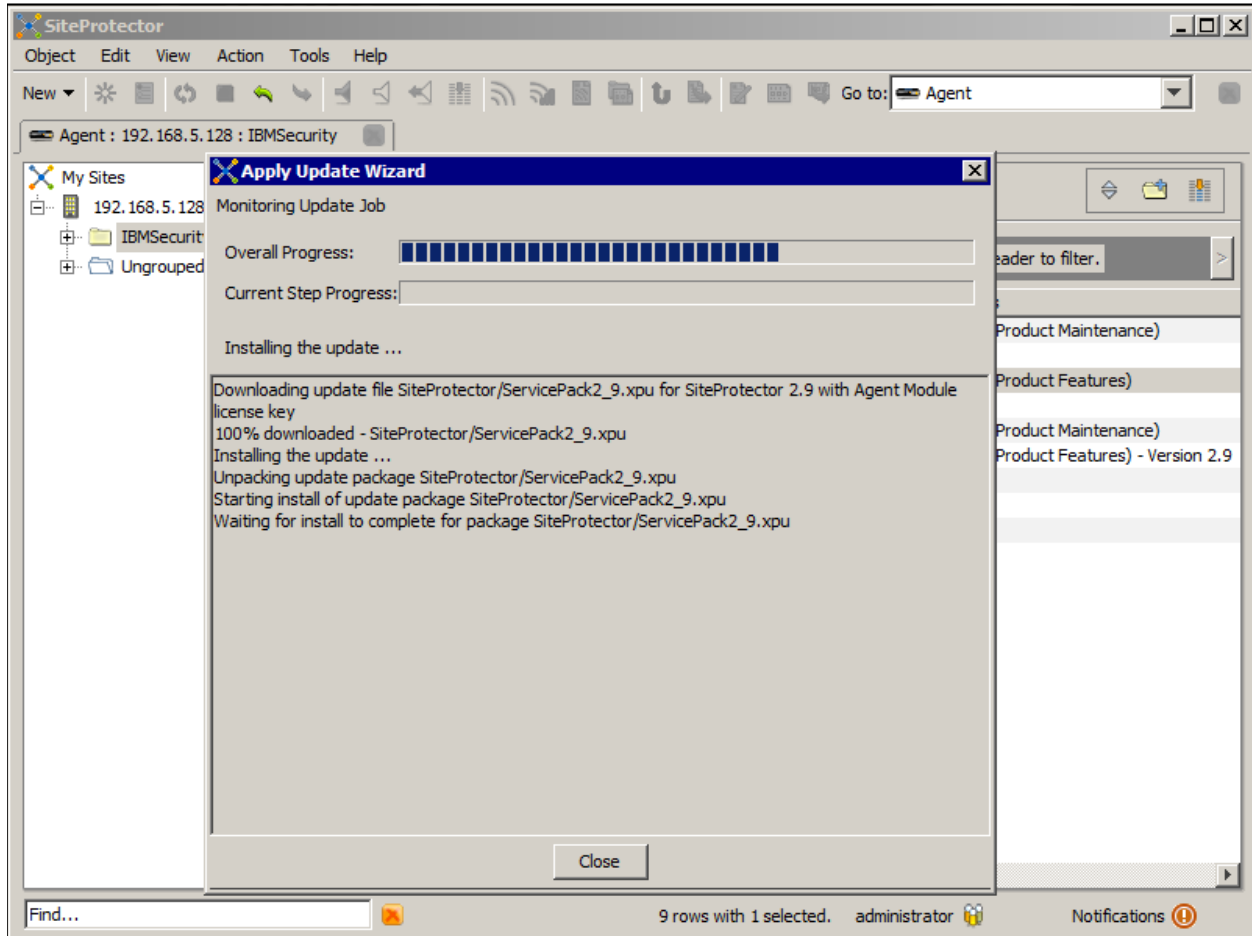 SiteProtector
Object Edit View Action Tools Help
New Go to: Agent
Agent : 192.168.5.128 : IBMSecurity
My Sites
192.168.5.128
IBMSecurit
Ungrouped
Apply Update Wizard
Monitoring Update Job
Overall Progress:
Current Step Progress:
Installing the update ...
Downloading update file SiteProtector/ServicePack2_9.xpu for SiteProtector 2.9 with Agent Module
license key
100% downloaded - SiteProtector/ServicePack2_9.xpu
Installing the update ...
Unpacking update package SiteProtector/ServicePack2_9.xpu
Starting install of update package SiteProtector/ServicePack2_9.xpu
Waiting for install to complete for package SiteProtector/ServicePack2_9.xpu
Close
eader to filter.
Product Maintenance)
Product Features)
Product Maintenance)
Product Features) - Version 2.9
Find...
9 rows with 1 selected. administrator Notifications